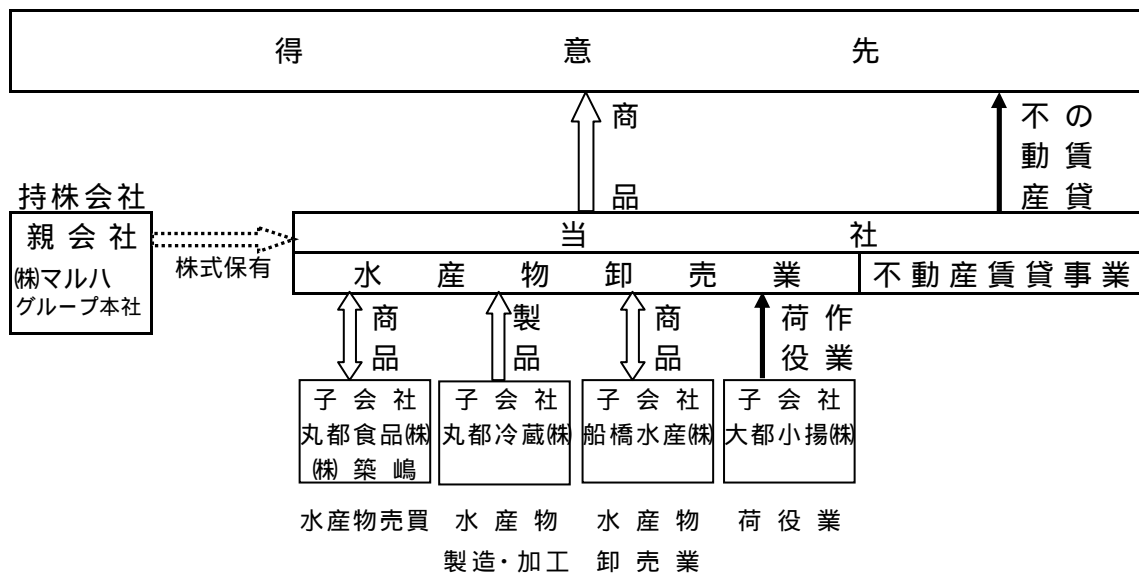 得意先
商品
不動産の賃貸
持株会社
親会社
㈱マルハ
グループ本社
株式保有
当社
水産物卸売業
不動産賃貸事業
商品
製品
商品
荷役作業
子会社
丸都食品㈱
㈱築嶋
子会社
丸都冷蔵㈱
子会社
船橋水産㈱
子会社
大都小揚㈱
水産物売買
水産物
製造・加工
水産物
卸売業
荷役業